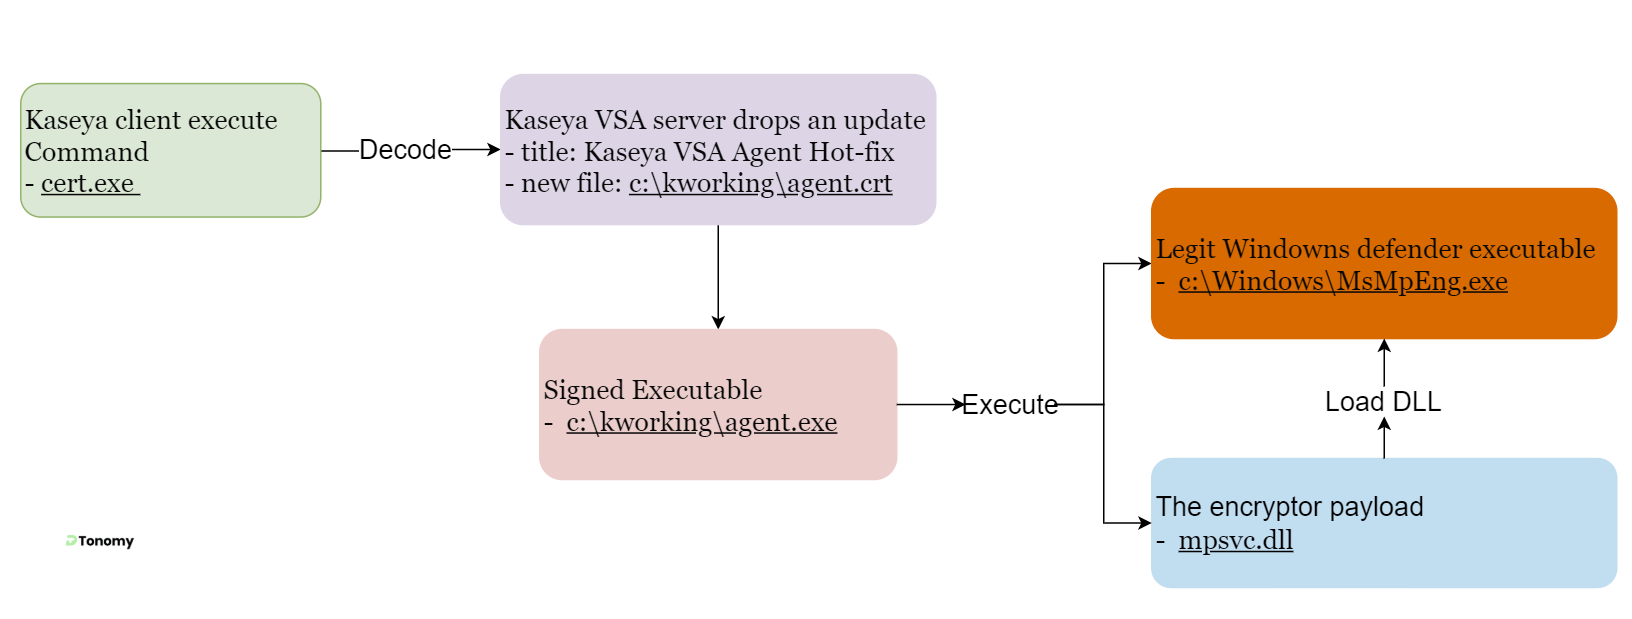 Kaseya client execute
Command
- cert.exe
Decode
Kaseya VSA server drops an update
- title: Kaseya VSA Agent Hot-fix
- new file: c:\kworking\agent.crt
Signed Executable
- c:\kworking\agent.exe
Execute
Legit Windowns defender executable
- c:\Windows\MsMpEng.exe
Load DLL
The encryptor payload
- mpsvc.dll
DTonomy